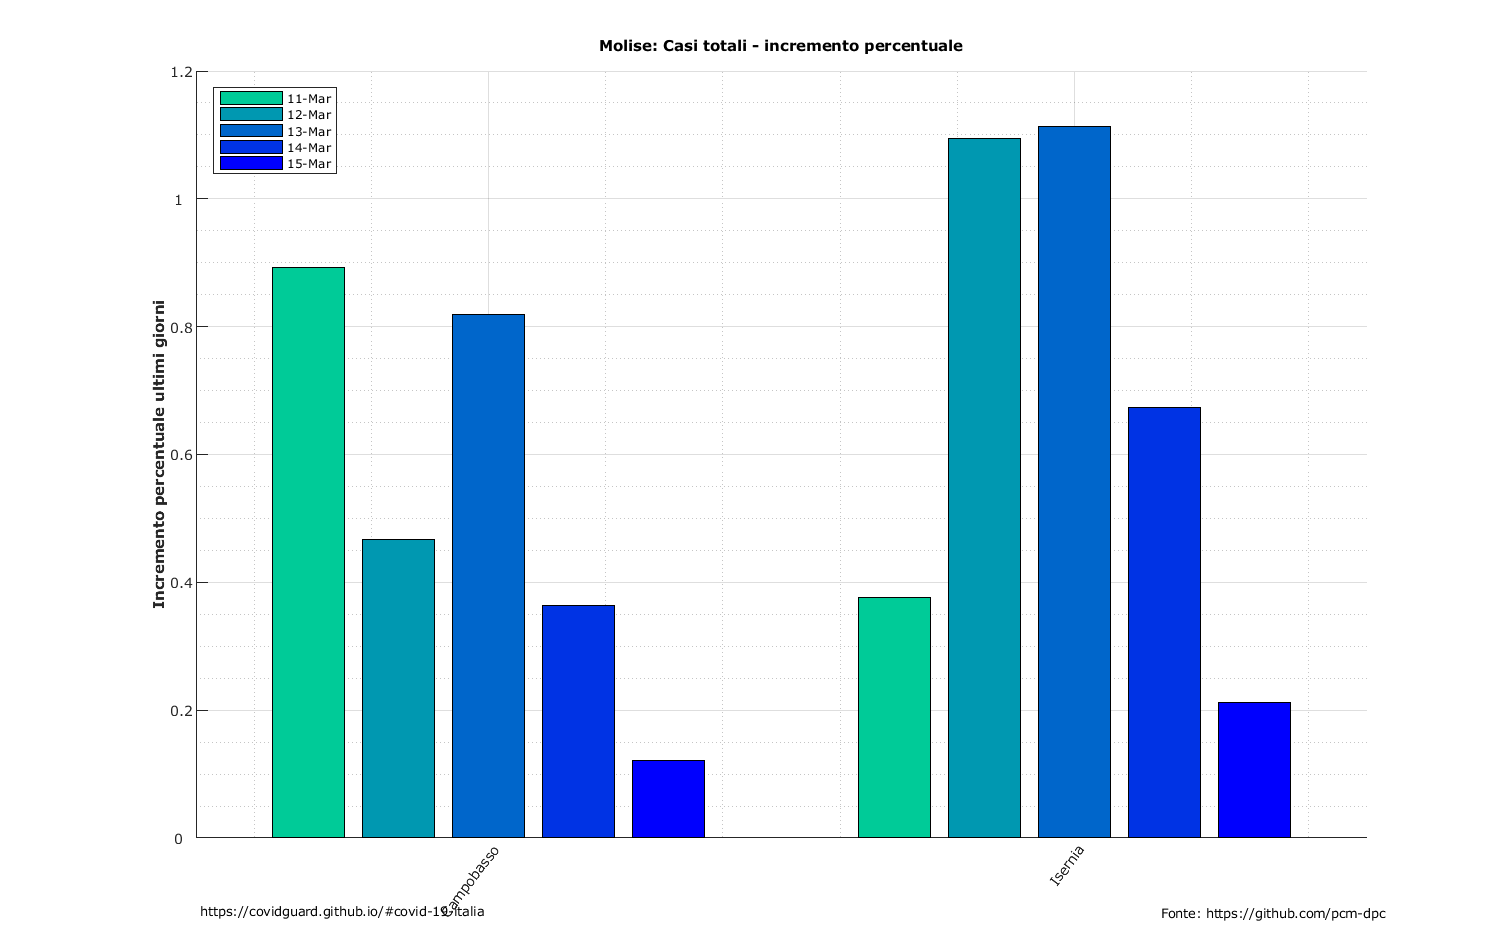 Molise: Casi totali - incremento percentuale
Incremento percentuale ultimi giorni
1.2
1
0.8
0.6
0.4
0.2
0
11-Mar
12-Mar
13-Mar
14-Mar
15-Mar
Campobasso
Isernia
https://covidguard.github.io/#covid-19-italia
Fonte: https://github.com/pcm-dpc